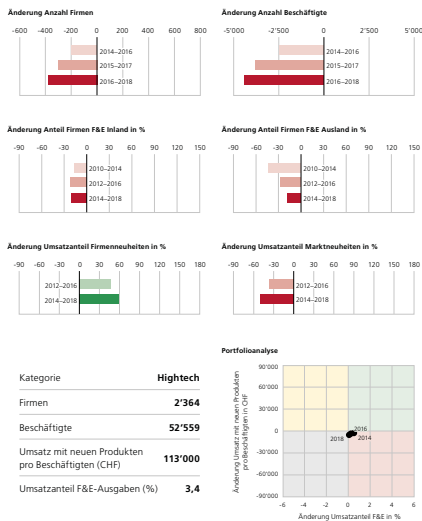 Änderung Anzahl Firmen
-600 -400 -200 0 200 400 600 800
2014–2016
2015–2017
2016–2018
Änderung Anzahl Beschäftigte
-5'000 -2'500 0 2'500 5'000
2014–2016
2015–2017
2016–2018
Änderung Anteil Firmen F&E Inland in %
-90 -60 -30 0 30 60 90 120 150
2010–2014
2012–2016
2014–2018
Änderung Anteil Firmen F&E Ausland in %
-90 -60 -30 0 30 60 90 120 150
2010–2014
2012–2016
2014–2018
Änderung Umsatzanteil Firmenneuheiten in %
-90 -60 -30 0 30 60 90 120 150 180
2012–2016
2014–2018
Änderung Umsatzanteil Marktneuheiten in %
-90 -60 -30 0 30 60 90 120 150 180
2012–2016
2014–2018
Kategorie Hightech
Firmen 2'364
Beschäftigte 52'559
Umsatz mit neuen Produkten
pro Beschäftigten (CHF) 113'000
Umsatzanteil F&E-Ausgaben (%) 3,4
Portfolioanalyse
Änderung Umsatz mit neuen Produkten
pro Beschäftigten in CHF
90'000
60'000
30'000
0
-30'000
-60'000
-90'000
2016
2018 2014
-6 -4 -2 0 2 4 6
Änderung Umsatzanteil F&E in %